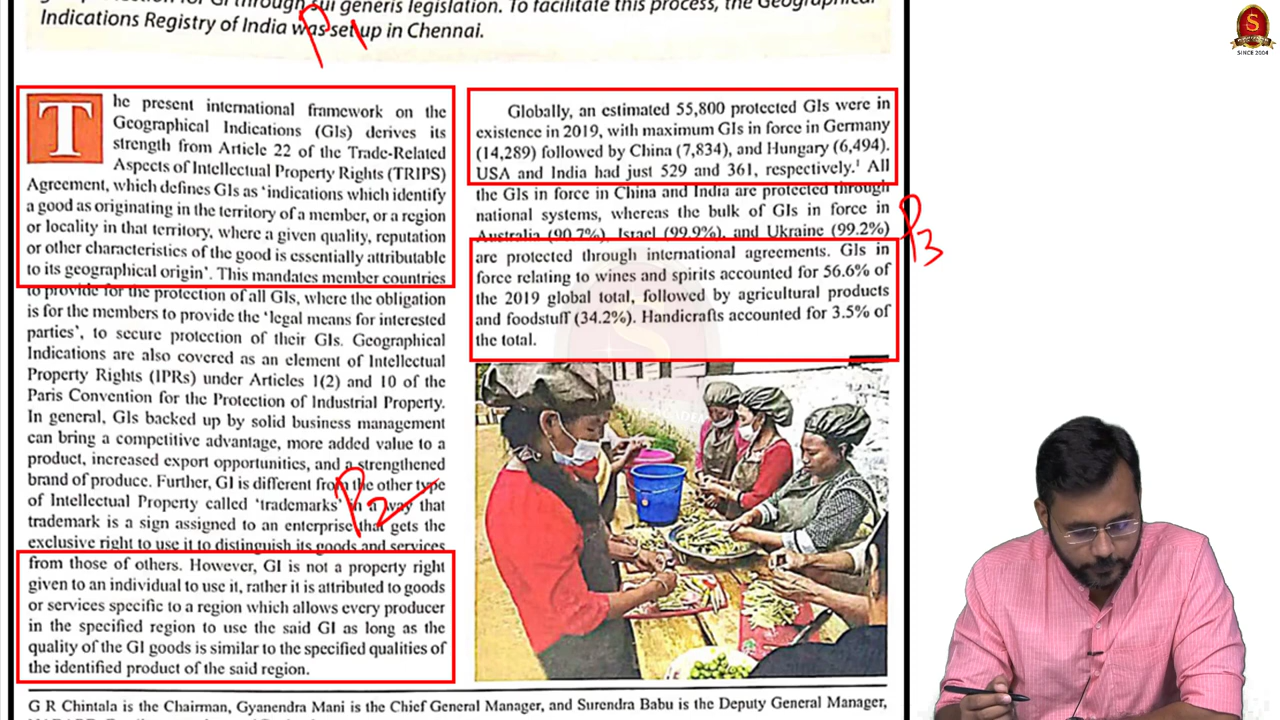 protection for GI through sui generis legislation. To facilitate this process, the Geographical
Indications Registry of India was set up in Chennai.
P1
The present international framework on the
Geographical Indications (GIs) derives its
strength from Article 22 of the Trade-Related
Aspects of Intellectual Property Rights (TRIPS)
Agreement, which defines GIs as 'indications which identify
a good as originating in the territory of a member, or a region
or locality in that territory, where a given quality, reputation
or other characteristics of the good is essentially attributable
to its geographical origin'. This mandates member countries
to provide for the protection of all GIs, where the obligation
is for the members to provide the 'legal means for interested
parties', to secure protection of their GIs. Geographical
Indications are also covered as an element of Intellectual
Property Rights (IPRs) under Articles 1(2) and 10 of the
Paris Convention for the Protection of Industrial Property.
In general, GIs backed up by solid business management
can bring a competitive advantage, more added value to a
product, increased export opportunities, and a strengthened
brand of produce. Further, GI is different from the other type
of Intellectual Property called 'trademarks' in a way that
trademark is a sign assigned to an enterprise that gets the
exclusive right to use it to distinguish its goods and services
from those of others. However, GI is not a property right
given to an individual to use it, rather it is attributed to goods
or services specific to a region which allows every producer
in the specified region to use the said GI as long as the
quality of the GI goods is similar to the specified qualities of
the identified product of the said region.
P2
Globally, an estimated 55,800 protected GIs were in
existence in 2019, with maximum GIs in force in Germany
(14,289) followed by China (7,834), and Hungary (6,494).
USA and India had just 529 and 361, respectively.¹ All
the GIs in force in China and India are protected through
national systems, whereas the bulk of GIs in force in
Australia (90.7%), Israel (99.9%), and Ukraine (99.2%)
are protected through international agreements. GIs in
force relating to wines and spirits accounted for 56.6% of
the 2019 global total, followed by agricultural products
and foodstuff (34.2%). Handicrafts accounted for 3.5% of
the total.
P3
G R Chintala is the Chairman, Gyanendra Mani is the Chief General Manager, and Surendra Babu is the Deputy General Manager,
S
SINCE 2004